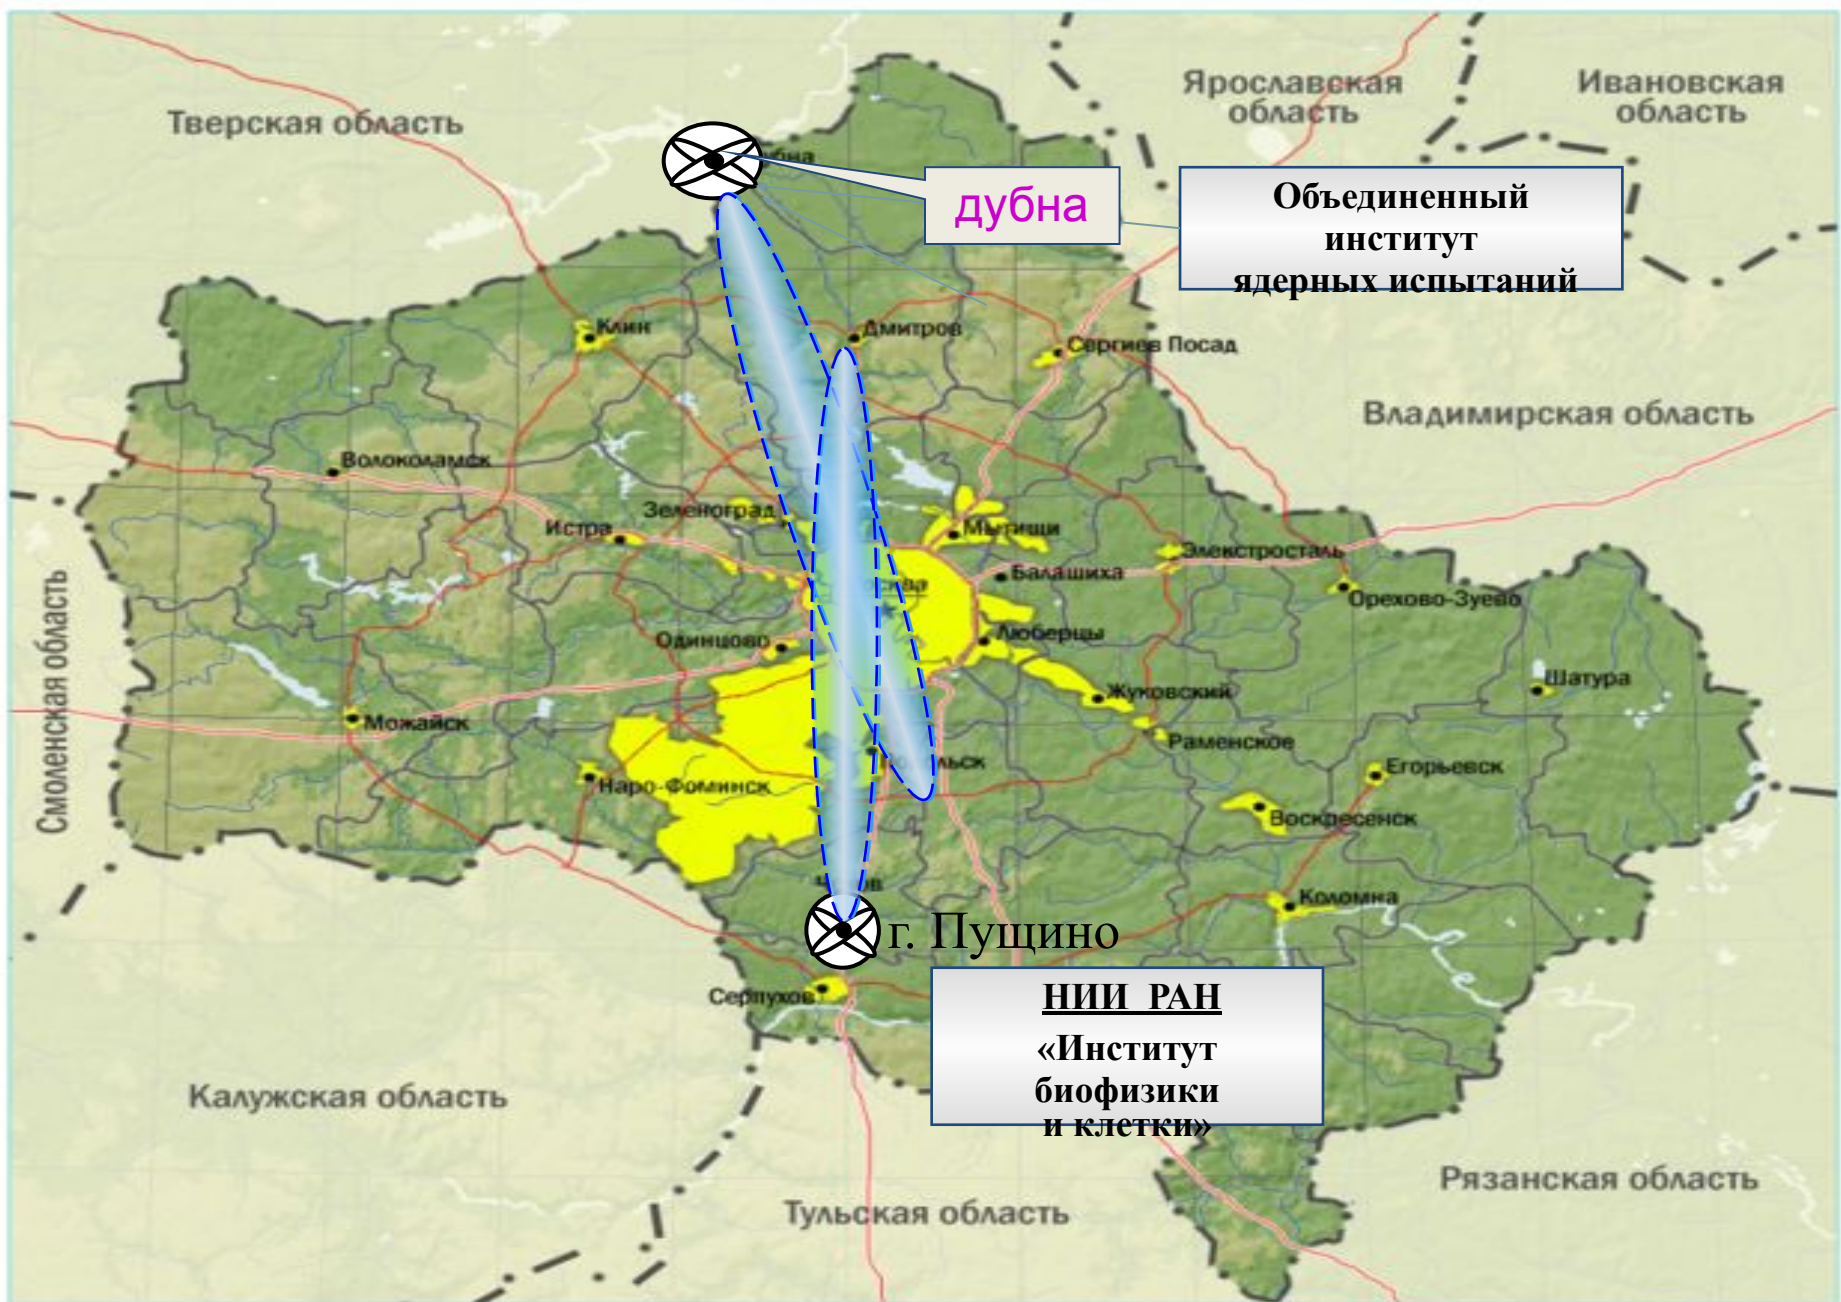 Тверская область
Ярославская
область
Ивановская
область
дубна
Объединенный
институт
ядерных испытаний
Клин
Дмитров
Сергиев Посад
Владимирская область
Волоколамск
Зеленоград
Истра
Мытищи
Элекстросталь
Балашиха
Орехово-Зуево
Одинцово
Люберцы
Смоленская область
Шатура
Жуковский
Можайск
Раменское
Егорьевск
Наро-Фоминск
Воскресенск
Коломна
г. Пущино
Серпухов
НИИ РАН
«Институт
биофизики
и клетки»
Калужская область
Рязанская область
Тульская область